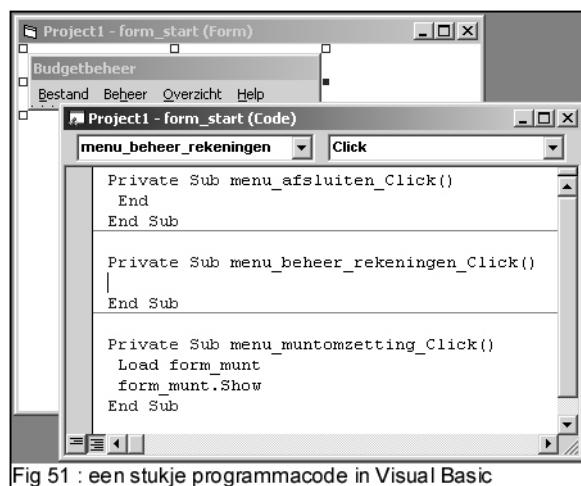 Project1 - form_start (Form)
Budgetbeheer
Bestand Beheer Overzicht Help
Project1 - form_start (Code)
menu_beheer_rekeningen Click
Private Sub menu_afsluiten_Click()
End
End Sub
Private Sub menu_beheer_rekeningen_Click()
End Sub
Private Sub menu_muntomzetting_Click()
Load form_munt
form_munt.Show
End Sub
Fig 51 : een stukje programmacode in Visual Basic